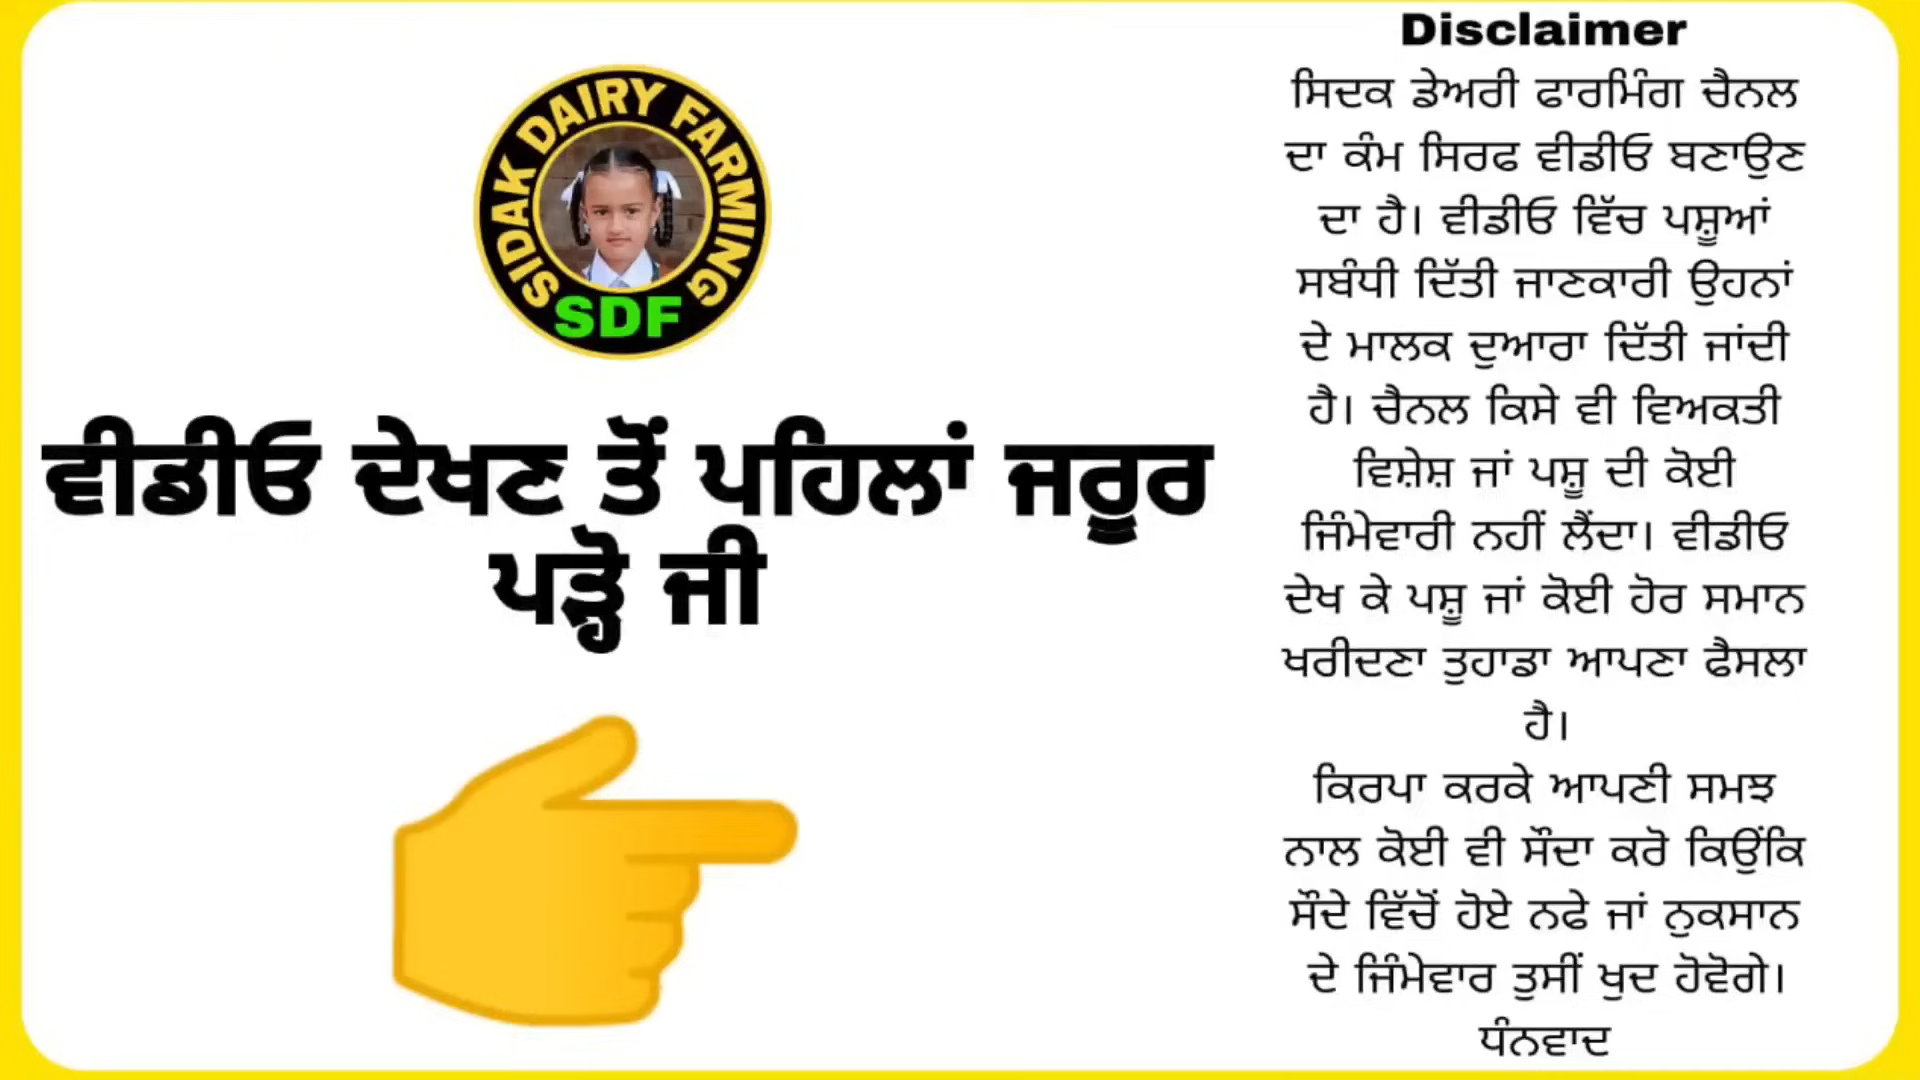 SIDAK DAIRY FARMING
SDF
ਵੀਡੀਓ ਦੇਖਣ ਤੋਂ ਪਹਿਲਾਂ ਜਰੂਰ
ਪੜ੍ਹੋ ਜੀ
Disclaimer
ਸਿਦਕ ਡੇਅਰੀ ਫਾਰਮਿੰਗ ਚੈਨਲ
ਦਾ ਕੰਮ ਸਿਰਫ ਵੀਡੀਓ ਬਣਾਉਣ
ਦਾ ਹੈ। ਵੀਡੀਓ ਵਿੱਚ ਪਸ਼ੂਆਂ
ਸਬੰਧੀ ਦਿੱਤੀ ਜਾਣਕਾਰੀ ਉਹਨਾਂ
ਦੇ ਮਾਲਕ ਦੁਆਰਾ ਦਿੱਤੀ ਜਾਂਦੀ
ਹੈ। ਚੈਨਲ ਕਿਸੇ ਵੀ ਵਿਅਕਤੀ
ਵਿਸ਼ੇਸ਼ ਜਾਂ ਪਸ਼ੂ ਦੀ ਕੋਈ
ਜਿੰਮੇਵਾਰੀ ਨਹੀਂ ਲੈਂਦਾ। ਵੀਡੀਓ
ਦੇਖ ਕੇ ਪਸ਼ੂ ਜਾਂ ਕੋਈ ਹੋਰ ਸਮਾਨ
ਖਰੀਦਣਾ ਤੁਹਾਡਾ ਆਪਣਾ ਫੈਸਲਾ
ਹੈ।
ਕਿਰਪਾ ਕਰਕੇ ਆਪਣੀ ਸਮਝ
ਨਾਲ ਕੋਈ ਵੀ ਸੌਦਾ ਕਰੋ ਕਿਉਂਕਿ
ਸੌਦੇ ਵਿੱਚੋਂ ਹੋਏ ਨਫੇ ਜਾਂ ਨੁਕਸਾਨ
ਦੇ ਜਿੰਮੇਵਾਰ ਤੁਸੀਂ ਖੁਦ ਹੋਵੋਗੇ।
ਧੰਨਵਾਦ